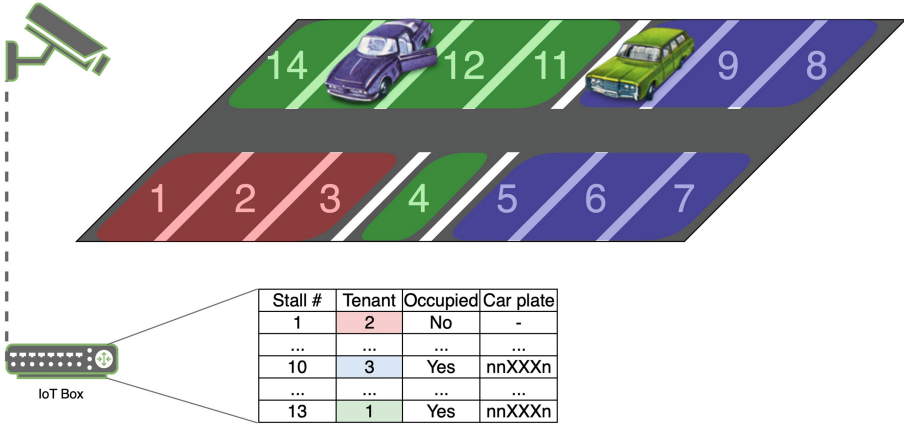 14 12 11 9 8
1 2 3 4 5 6 7
Stall # Tenant Occupied Car plate
1 2 No -
... ... ... ...
10 3 Yes nnXXXn
... ... ... ...
13 1 Yes nnXXXn
IoT Box